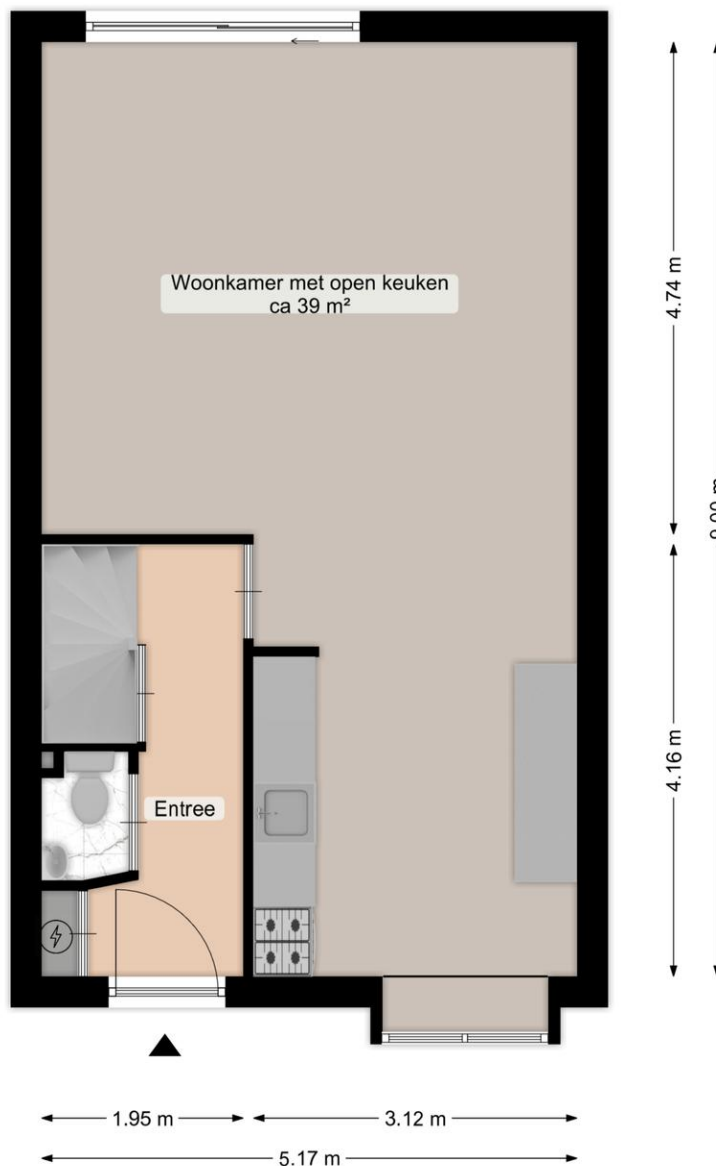 Woonkamer met open keuken
ca 39 m²
4.74 m
4.16 m
Entree
1.95 m
3.12 m
5.17 m